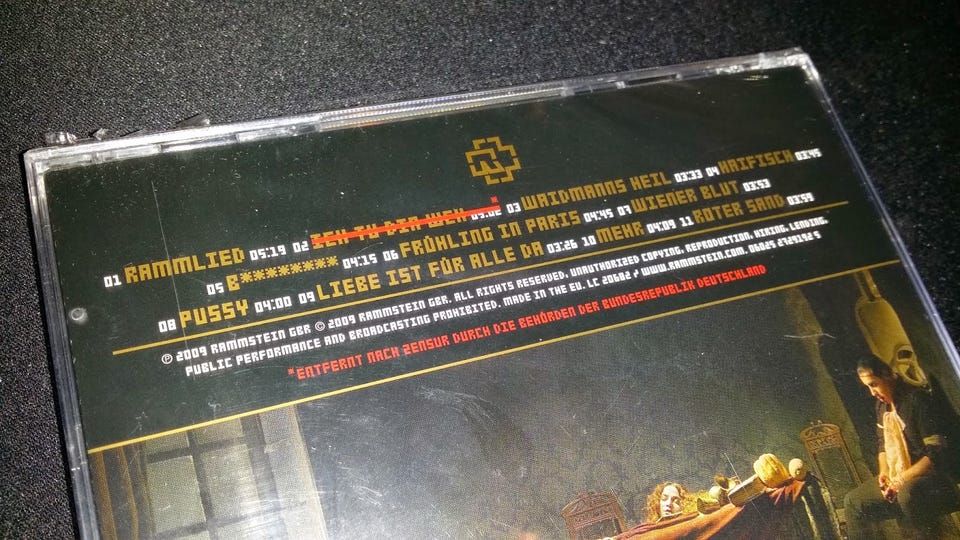 01 RAMMLIED 05:19 02 ICH TU DIR WEH* 05:02 03 WAIDMANNS HEIL 03:33 04 HAIFISCH 03:45
05 B******** 04:15 06 FRÜHLING IN PARIS 04:45 07 WIENER BLUT 03:53
08 PUSSY 04:00 09 LIEBE IST FÜR ALLE DA 03:26 10 MEHR 04:09 11 ROTER SAND 03:59
℗ 2009 RAMMSTEIN GBR © 2009 RAMMSTEIN GBR. ALL RIGHTS RESERVED. UNAUTHORIZED COPYING, REPRODUCTION, HIRING, LENDING,
PUBLIC PERFORMANCE AND BROADCASTING PROHIBITED. MADE IN THE EU. LC 20682 / WWW.RAMMSTEIN.COM. 06025 2729192 5
*ENTFERNT NACH ZENSUR DURCH DIE BEHÖRDEN DER BUNDESREPUBLIK DEUTSCHLAND